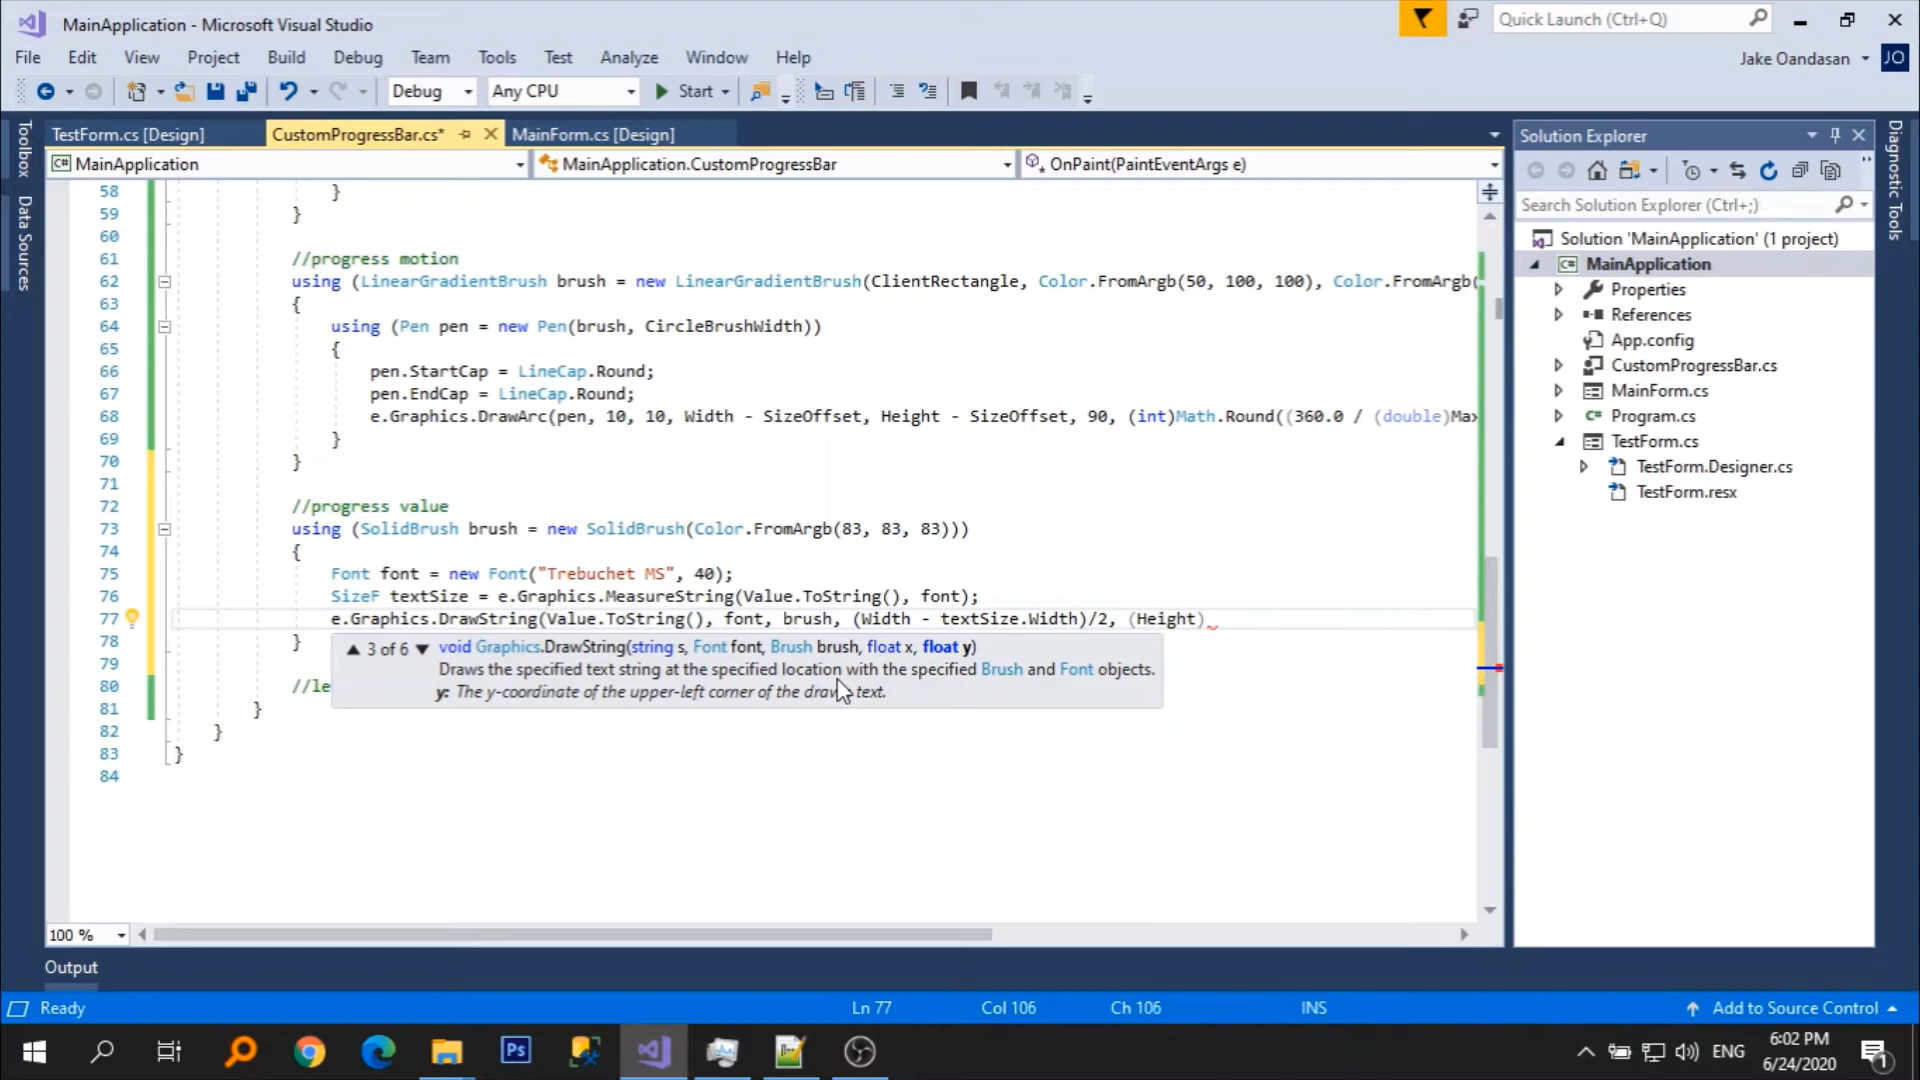 MainApplication - Microsoft Visual Studio
Quick Launch (Ctrl+Q)
File Edit View Project Build Debug Team Tools Test Analyze Window Help
Jake Oandasan
JO
Debug Any CPU Start
Toolbox
Data Sources
TestForm.cs [Design] CustomProgressBar.cs* MainForm.cs [Design]
C# MainApplication MainApplication.CustomProgressBar OnPaint(PaintEventArgs e)
58 }
59 }
60
61 //progress motion
62 using (LinearGradientBrush brush = new LinearGradientBrush(ClientRectangle, Color.FromArgb(50, 100, 100), Color.FromArgb(
63 {
64 using (Pen pen = new Pen(brush, CircleBrushWidth))
65 {
66 pen.StartCap = LineCap.Round;
67 pen.EndCap = LineCap.Round;
68 e.Graphics.DrawArc(pen, 10, 10, Width - SizeOffset, Height - SizeOffset, 90, (int)Math.Round((360.0 / (double)Max
69 }
70 }
71
72 //progress value
73 using (SolidBrush brush = new SolidBrush(Color.FromArgb(83, 83, 83)))
74 {
75 Font font = new Font("Trebuchet MS", 40);
76 SizeF textSize = e.Graphics.MeasureString(Value.ToString(), font);
77 e.Graphics.DrawString(Value.ToString(), font, brush, (Width - textSize.Width)/2, (Height)
78 }
3 of 6 void Graphics.DrawString(string s, Font font, Brush brush, float x, float y)
79
Draws the specified text string at the specified location with the specified Brush and Font objects.
80 //le
y: The y-coordinate of the upper-left corner of the drawn text.
81 }
82 }
83 }
84
100 %
Output
Solution Explorer
Search Solution Explorer (Ctrl+;)
Solution 'MainApplication' (1 project)
C# MainApplication
Properties
References
App.config
CustomProgressBar.cs
MainForm.cs
C# Program.cs
TestForm.cs
TestForm.Designer.cs
TestForm.resx
Diagnostic Tools
Ready Ln 77 Col 106 Ch 106 INS Add to Source Control
Ps
ENG
6:02 PM
6/24/2020
1